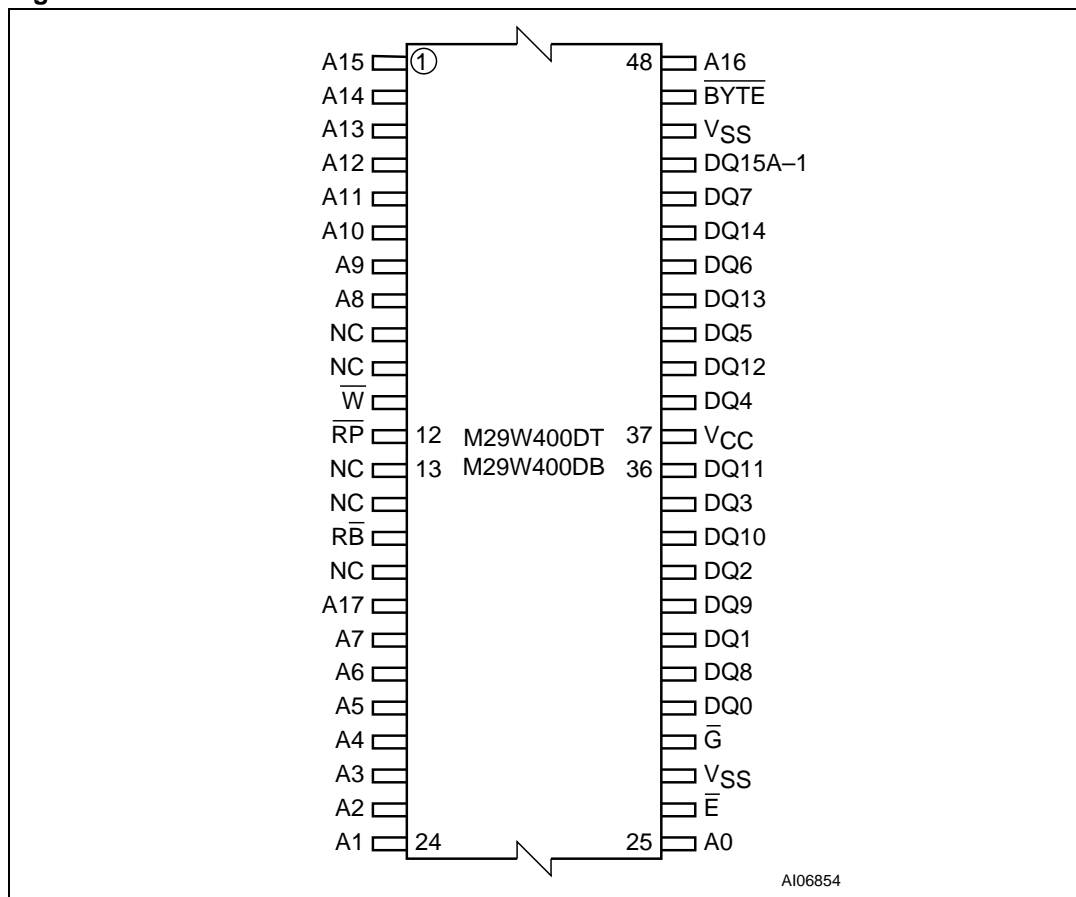 A15 1 48 A16
A14 B̅Y̅T̅E̅
A13 VSS
A12 DQ15A–1
A11 DQ7
A10 DQ14
A9 DQ6
A8 DQ13
NC DQ5
NC DQ12
W̅ DQ4
R̅P̅ 12 M29W400DT 37 VCC
NC 13 M29W400DB 36 DQ11
NC DQ3
RB̅ DQ10
NC DQ2
A17 DQ9
A7 DQ1
A6 DQ8
A5 DQ0
A4 G̅
A3 VSS
A2 E̅
A1 24 25 A0
AI06854